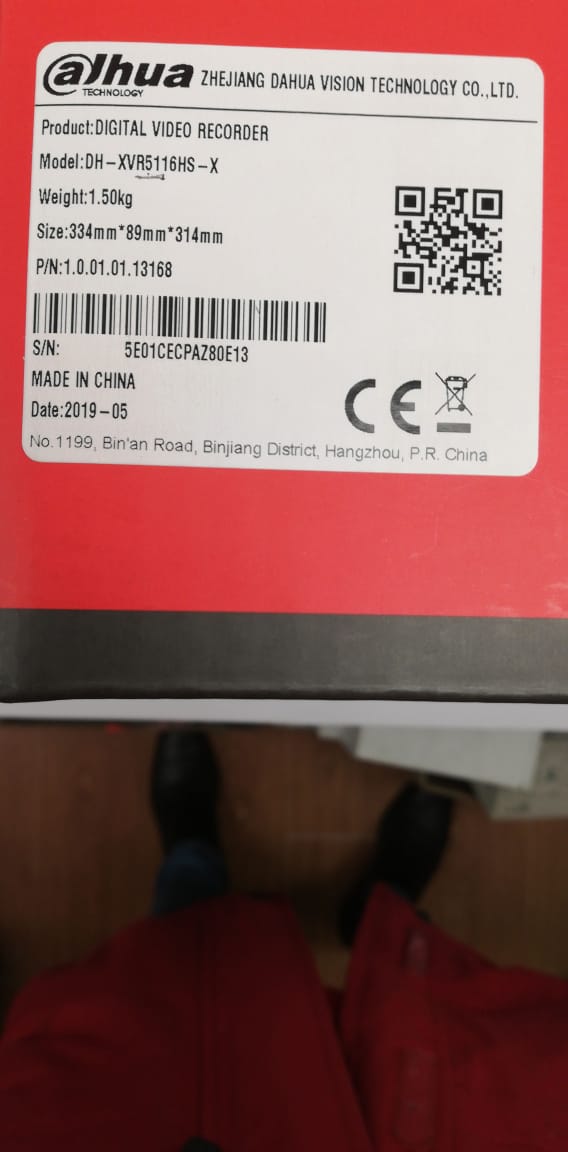 alhua
TECHNOLOGY
ZHEJIANG DAHUA VISION TECHNOLOGY CO.,LTD.
Product:DIGITAL VIDEO RECORDER
Model:DH-XVR5116HS-X
Weight:1.50kg
Size:334mm*89mm*314mm
P/N:1.0.01.01.13168
S/N: 5E01CECPAZ80E13
MADE IN CHINA
Date:2019-05
CE
No.1199, Bin'an Road, Binjiang District, Hangzhou, P.R. China